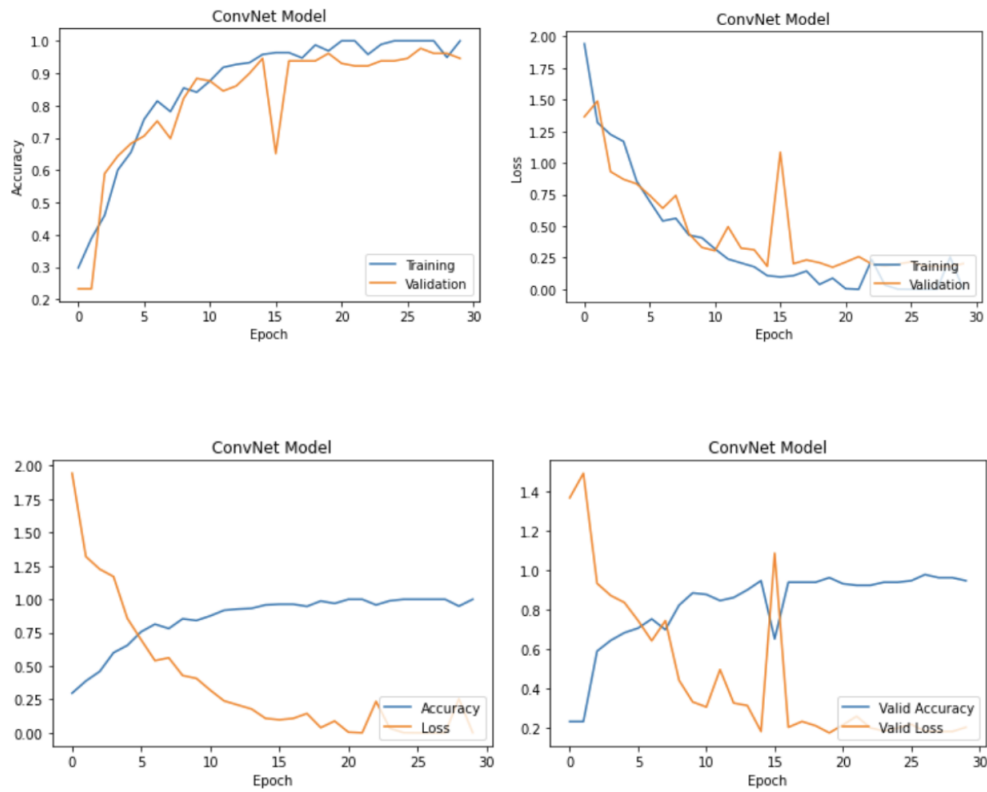 ConvNet Model
Accuracy
1.0
0.9
0.8
0.7
0.6
0.5
0.4
0.3
0.2
Training
Validation
0 5 10 15 20 25 30
Epoch
ConvNet Model
Loss
2.00
1.75
1.50
1.25
1.00
0.75
0.50
0.25
0.00
Training
Validation
0 5 10 15 20 25 30
Epoch
ConvNet Model
2.00
1.75
1.50
1.25
1.00
0.75
0.50
0.25
0.00
Accuracy
Loss
0 5 10 15 20 25 30
Epoch
ConvNet Model
1.4
1.2
1.0
0.8
0.6
0.4
0.2
Valid Accuracy
Valid Loss
0 5 10 15 20 25 30
Epoch